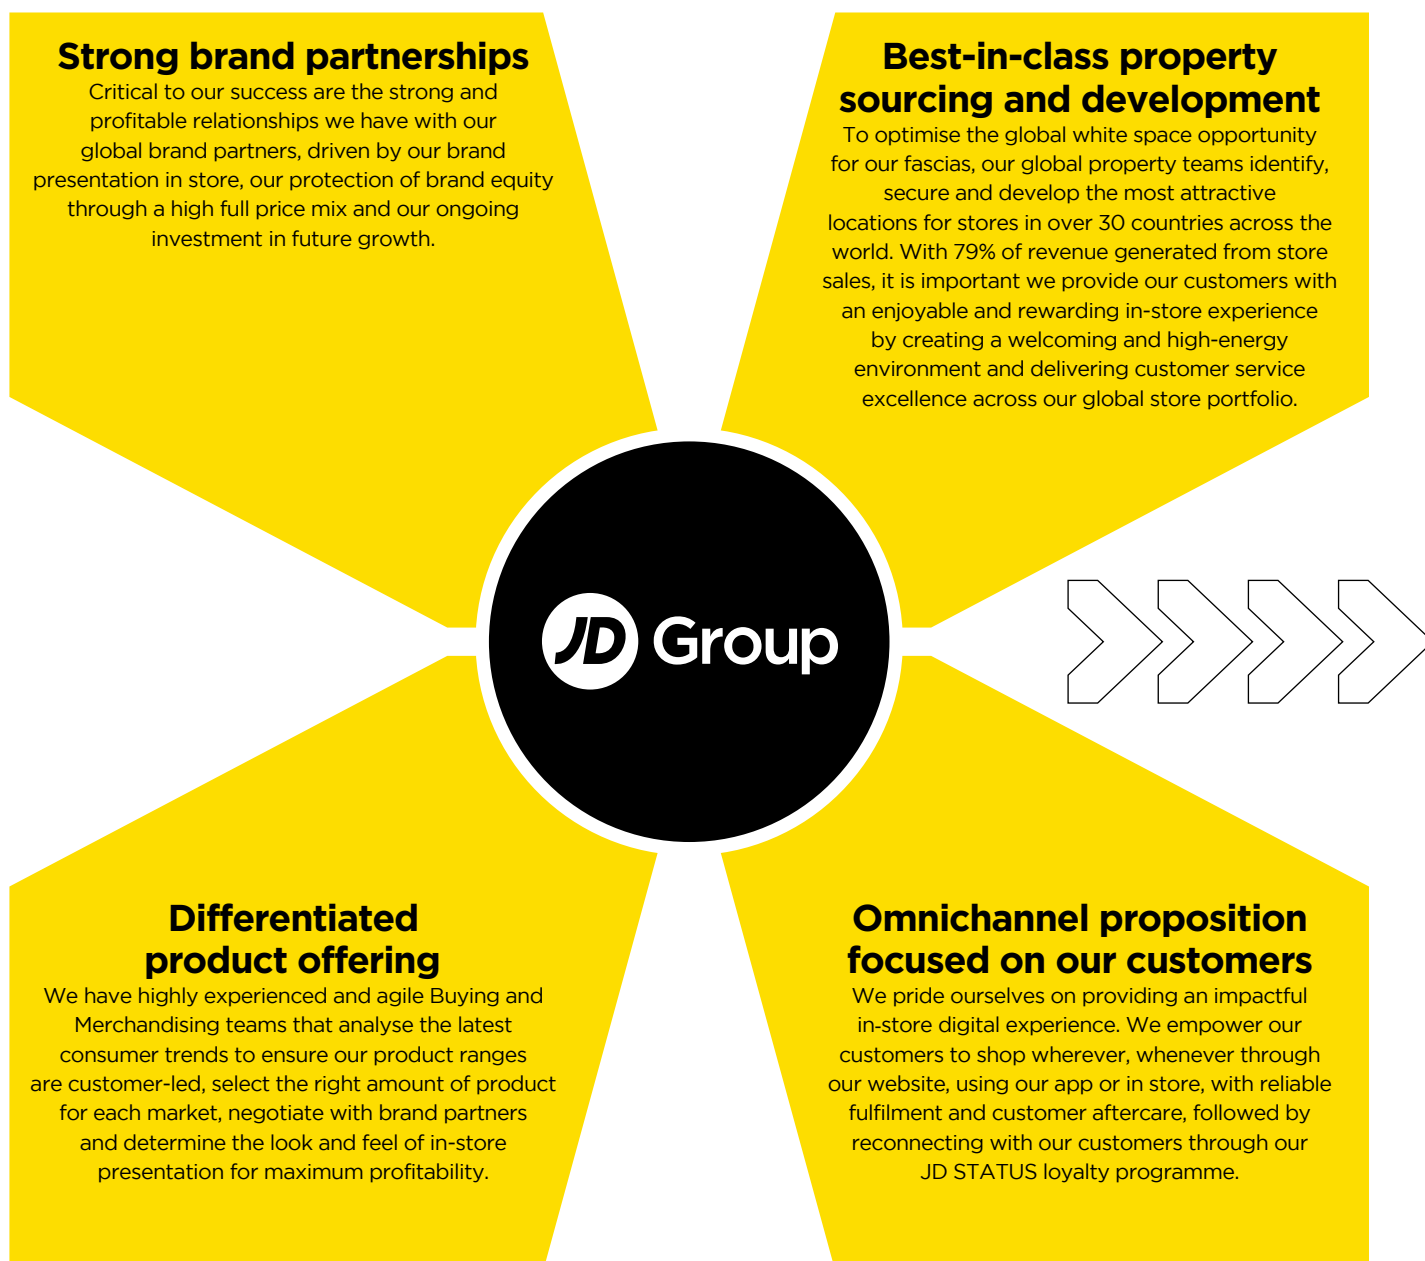 Strong brand partnerships
Critical to our success are the strong and
profitable relationships we have with our
global brand partners, driven by our brand
presentation in store, our protection of brand equity
through a high full price mix and our ongoing
investment in future growth.
Best-in-class property
sourcing and development
To optimise the global white space opportunity
for our fascias, our global property teams identify,
secure and develop the most attractive
locations for stores in over 30 countries across the
world. With 79% of revenue generated from store
sales, it is important we provide our customers with
an enjoyable and rewarding in-store experience
by creating a welcoming and high-energy
environment and delivering customer service
excellence across our global store portfolio.
JD Group
Differentiated
product offering
We have highly experienced and agile Buying and
Merchandising teams that analyse the latest
consumer trends to ensure our product ranges
are customer-led, select the right amount of product
for each market, negotiate with brand partners
and determine the look and feel of in-store
presentation for maximum profitability.
Omnichannel proposition
focused on our customers
We pride ourselves on providing an impactful
in-store digital experience. We empower our
customers to shop wherever, whenever through
our website, using our app or in store, with reliable
fulfilment and customer aftercare, followed by
reconnecting with our customers through our
JD STATUS loyalty programme.